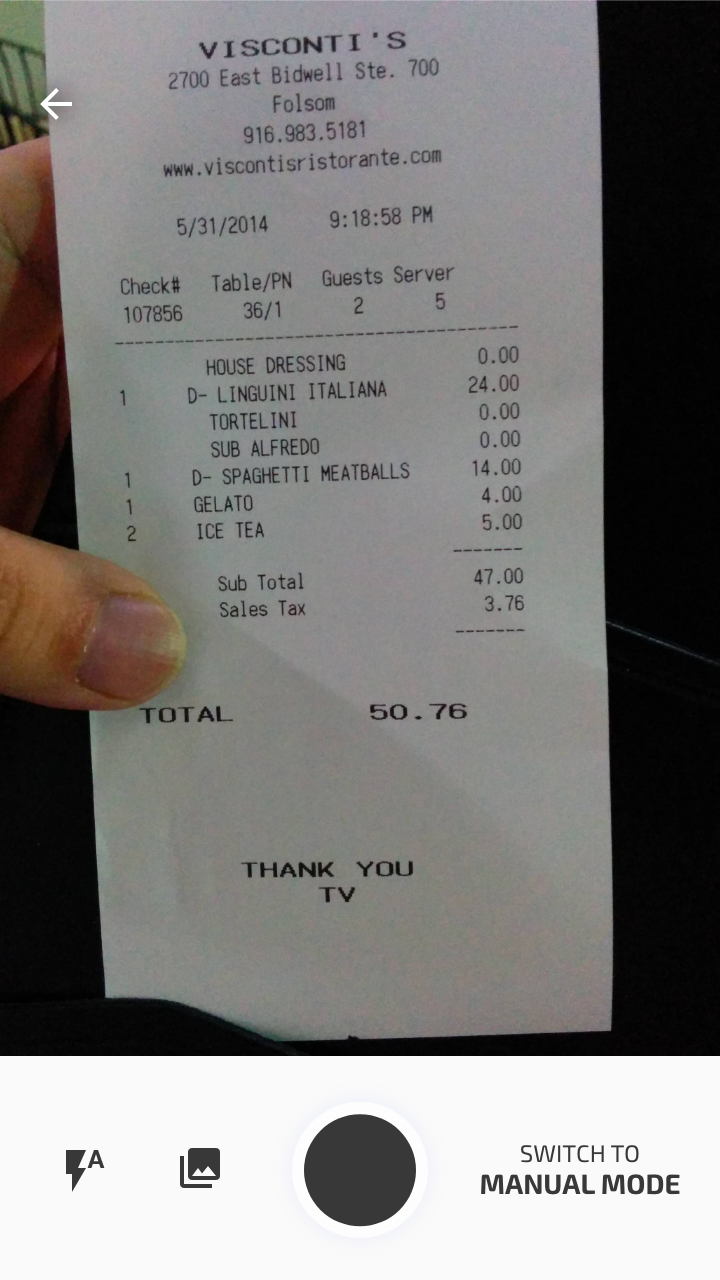 VISCONTI'S
2700 East Bidwell Ste. 700
Folsom
916.983.5181
www.viscontisristorante.com
5/31/2014 9:18:58 PM
Check# Table/PN Guests Server
107856 36/1 2 5
HOUSE DRESSING 0.00
1 D- LINGUINI ITALIANA 24.00
TORTELINI 0.00
SUB ALFREDO 0.00
1 D- SPAGHETTI MEATBALLS 14.00
1 GELATO 4.00
2 ICE TEA 5.00
Sub Total 47.00
Sales Tax 3.76
TOTAL 50.76
THANK YOU
TV
A
SWITCH TO
MANUAL MODE